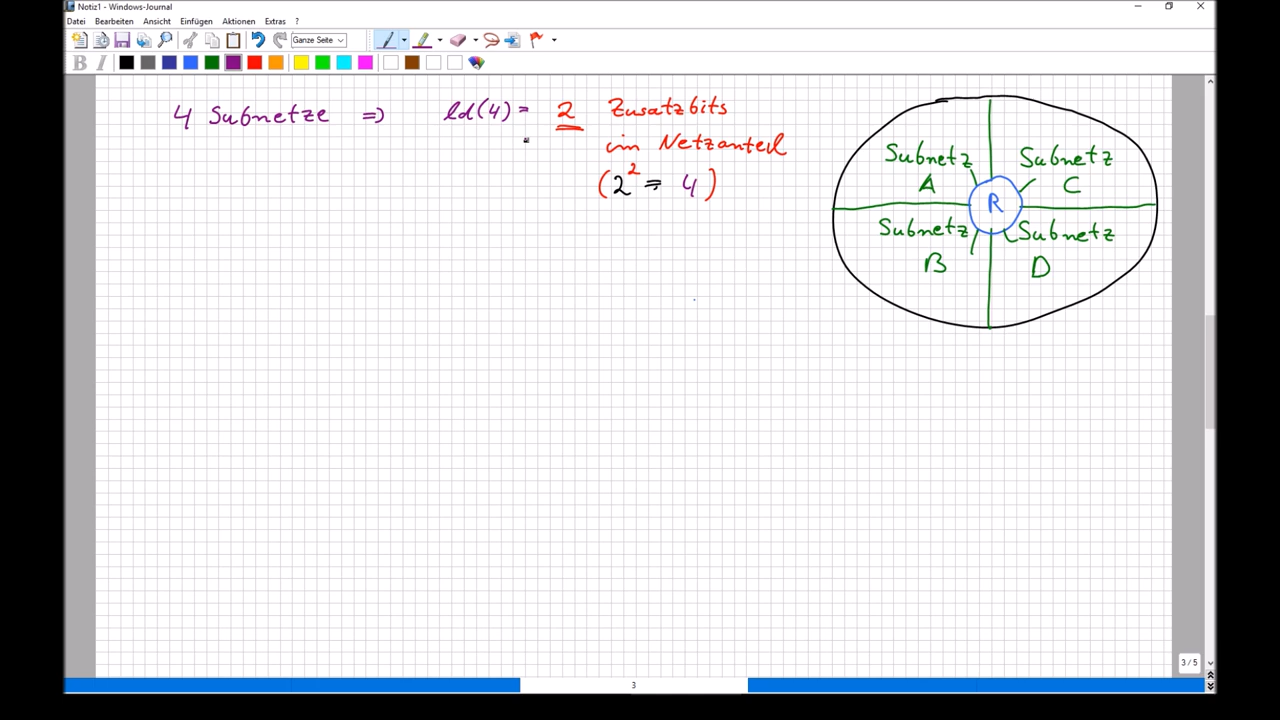 Notiz1 - Windows-Journal
Datei Bearbeiten Ansicht Einfügen Aktionen Extras ?
Ganze Seite
B I
4 Subnetze => ld(4) = 2 Zusatzbits
im Netzanteil
(2² = 4)
Subnetz A
Subnetz C
R
Subnetz B
Subnetz D
3 / 5
3